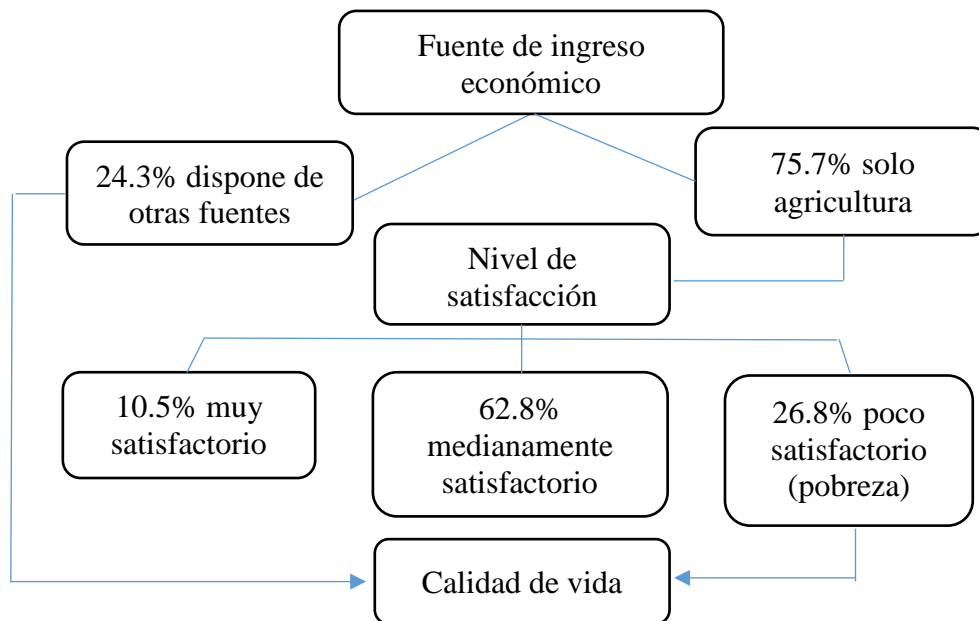 Fuente de ingreso
económico
24.3% dispone de
otras fuentes
75.7% solo
agricultura
Nivel de
satisfacción
10.5% muy
satisfactorio
62.8%
medianamente
satisfactorio
26.8% poco
satisfactorio
(pobreza)
Calidad de vida